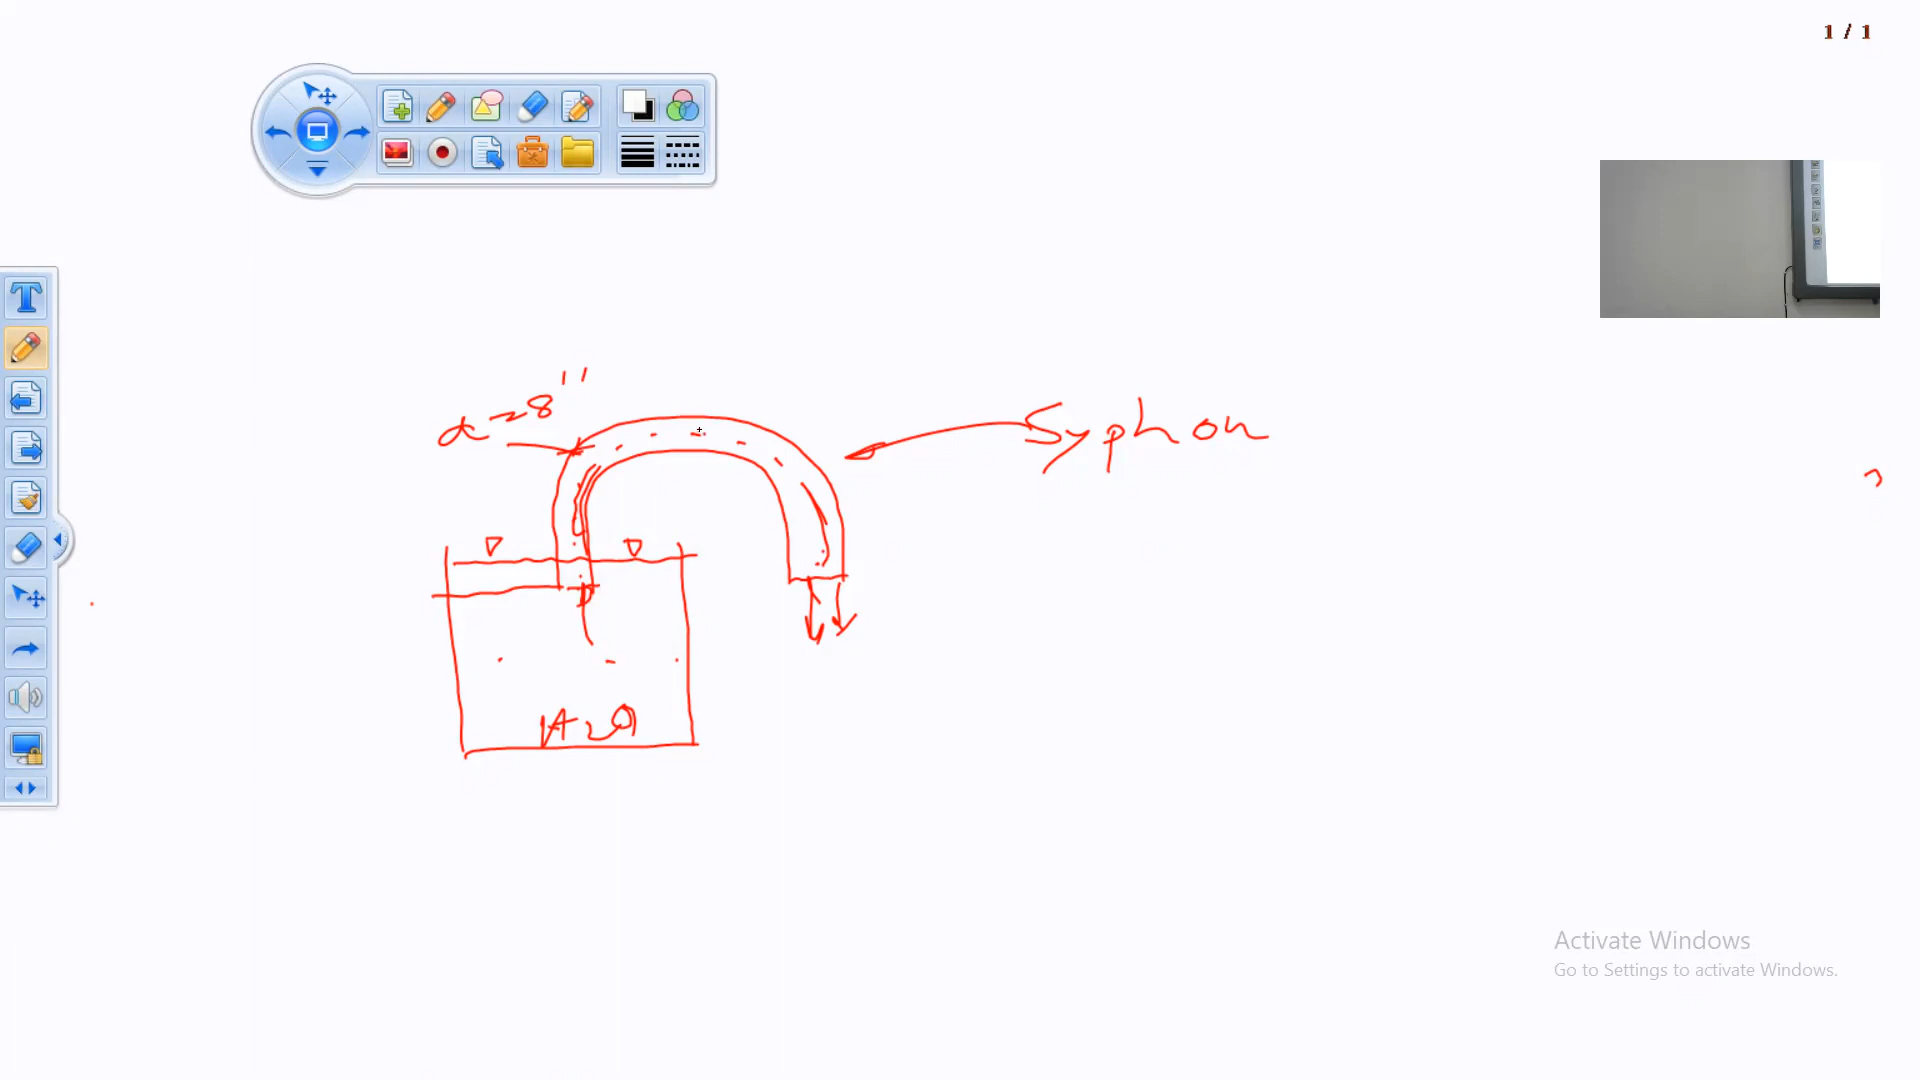 1 / 1
d = 8"
Syphon
H2O
Activate Windows
Go to Settings to activate Windows.